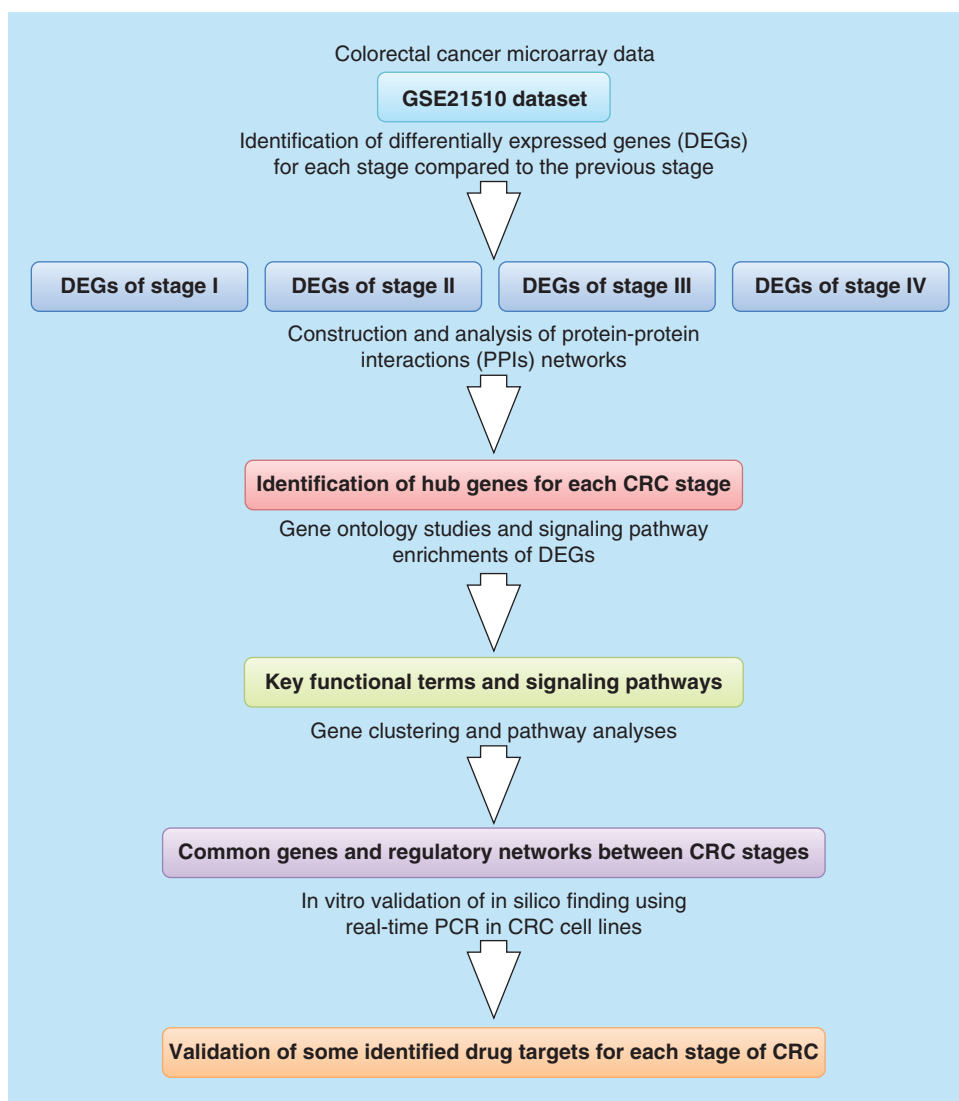 Colorectal cancer microarray data
GSE21510 dataset
Identification of differentially expressed genes (DEGs)
for each stage compared to the previous stage
DEGs of stage I
DEGs of stage II
DEGs of stage III
DEGs of stage IV
Construction and analysis of protein-protein
interactions (PPIs) networks
Identification of hub genes for each CRC stage
Gene ontology studies and signaling pathway
enrichments of DEGs
Key functional terms and signaling pathways
Gene clustering and pathway analyses
Common genes and regulatory networks between CRC stages
In vitro validation of in silico finding using
real-time PCR in CRC cell lines
Validation of some identified drug targets for each stage of CRC